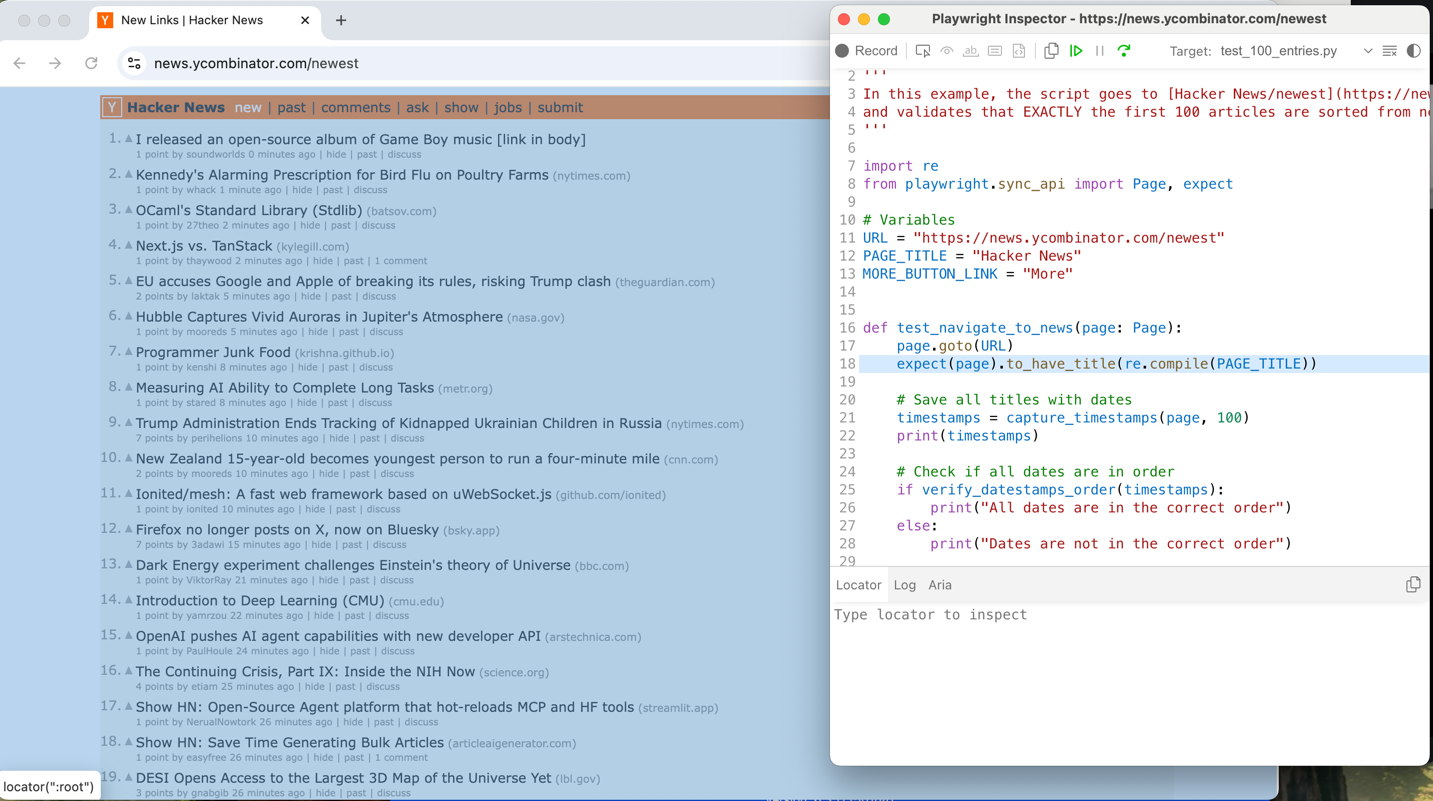 New Links | Hacker News
news.ycombinator.com/newest
Y Hacker News new | past | comments | ask | show | jobs | submit
1. I released an open-source album of Game Boy music [link in body]
1 point by soundworlds 0 minutes ago | hide | past | discuss
2. Kennedy's Alarming Prescription for Bird Flu on Poultry Farms (nytimes.com)
1 point by whack 1 minute ago | hide | past | discuss
3. OCaml's Standard Library (Stdlib) (batsov.com)
1 point by 27theo 2 minutes ago | hide | past | discuss
4. Next.js vs. TanStack (kylegill.com)
1 point by thaywood 2 minutes ago | hide | past | 1 comment
5. EU accuses Google and Apple of breaking its rules, risking Trump clash (theguardian.com)
2 points by laktak 5 minutes ago | hide | past | discuss
6. Hubble Captures Vivid Auroras in Jupiter's Atmosphere (nasa.gov)
1 point by mooreds 5 minutes ago | hide | past | discuss
7. Programmer Junk Food (krishna.github.io)
1 point by kenshi 8 minutes ago | hide | past | discuss
8. Measuring AI Ability to Complete Long Tasks (metr.org)
1 point by stared 8 minutes ago | hide | past | discuss
9. Trump Administration Ends Tracking of Kidnapped Ukrainian Children in Russia (nytimes.com)
7 points by perihelions 10 minutes ago | hide | past | discuss
10. New Zealand 15-year-old becomes youngest person to run a four-minute mile (cnn.com)
2 points by mooreds 10 minutes ago | hide | past | discuss
11. Ionited/mesh: A fast web framework based on uWebSocket.js (github.com/ionited)
1 point by ionited 10 minutes ago | hide | past | discuss
12. Firefox no longer posts on X, now on Bluesky (bsky.app)
7 points by 3adawi 15 minutes ago | hide | past | discuss
13. Dark Energy experiment challenges Einstein's theory of Universe (bbc.com)
1 point by ViktorRay 21 minutes ago | hide | past | discuss
14. Introduction to Deep Learning (CMU) (cmu.edu)
1 point by yamrzou 22 minutes ago | hide | past | discuss
15. OpenAI pushes AI agent capabilities with new developer API (arstechnica.com)
1 point by PaulHoule 24 minutes ago | hide | past | discuss
16. The Continuing Crisis, Part IX: Inside the NIH Now (science.org)
4 points by etiam 25 minutes ago | hide | past | discuss
17. Show HN: Open-Source Agent platform that hot-reloads MCP and HF tools (streamlit.app)
1 point by NerualNowtork 26 minutes ago | hide | past | discuss
18. Show HN: Save Time Generating Bulk Articles (articleaigenerator.com)
1 point by easyfree 26 minutes ago | hide | past | 1 comment
19. DESI Opens Access to the Largest 3D Map of the Universe Yet (lbl.gov)
3 points by gnabgib 26 minutes ago | hide | past | discuss
locator(":root")
Playwright Inspector - https://news.ycombinator.com/newest
Record Target: test_100_entries.py
2 '''
3 In this example, the script goes to [Hacker News/newest](https://new
4 and validates that EXACTLY the first 100 articles are sorted from ne
5 '''
6
7 import re
8 from playwright.sync_api import Page, expect
9
10 # Variables
11 URL = "https://news.ycombinator.com/newest"
12 PAGE_TITLE = "Hacker News"
13 MORE_BUTTON_LINK = "More"
14
15
16 def test_navigate_to_news(page: Page):
17 page.goto(URL)
18 expect(page).to_have_title(re.compile(PAGE_TITLE))
19
20 # Save all titles with dates
21 timestamps = capture_timestamps(page, 100)
22 print(timestamps)
23
24 # Check if all dates are in order
25 if verify_datestamps_order(timestamps):
26 print("All dates are in the correct order")
27 else:
28 print("Dates are not in the correct order")
29
Locator Log Aria
Type locator to inspect